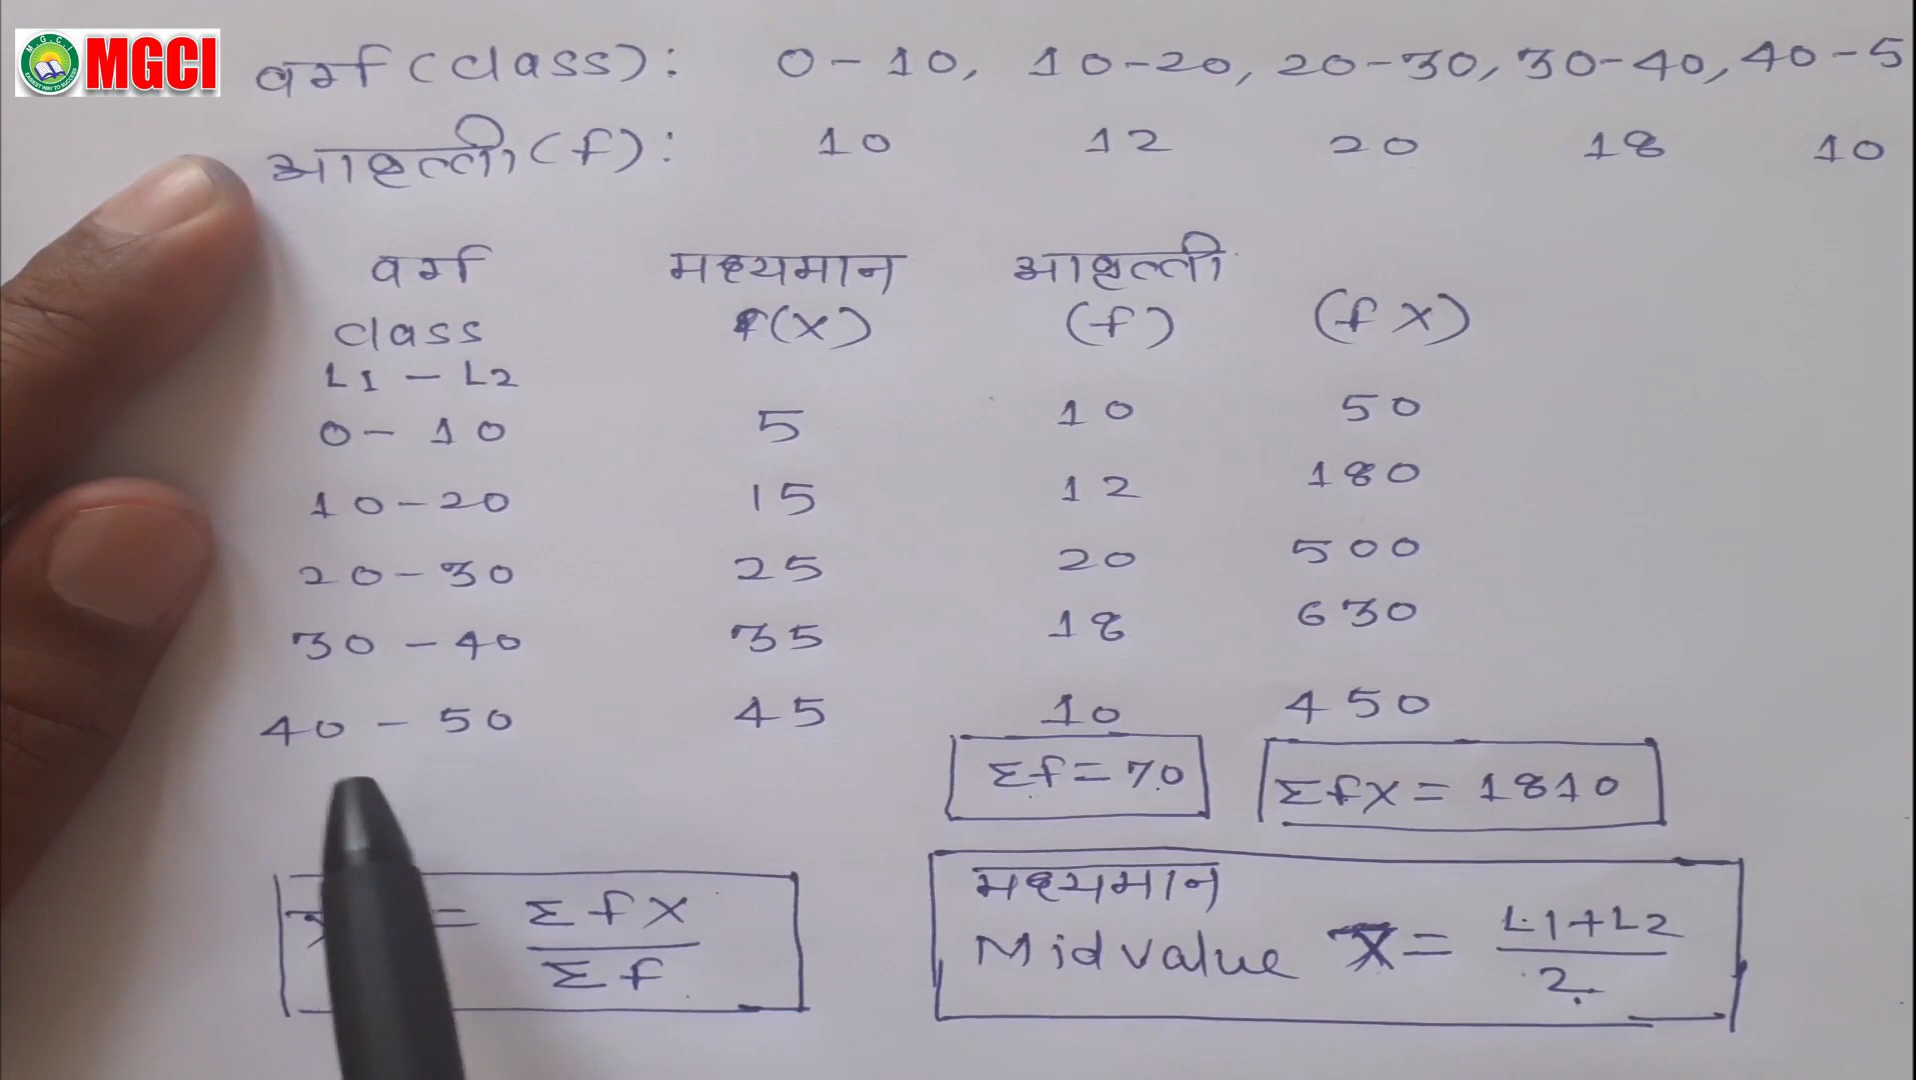 MGCI
वर्ग (class): 0-10, 10-20, 20-30, 30-40, 40-5
आवृत्ती (f): 10 12 20 18 10
वर्ग मध्यमान आवृत्ती
class (x) (f) (fx)
L1 - L2
0-10 5 10 50
10-20 15 12 180
20-30 25 20 500
30-40 35 18 630
40-50 45 10 450
Σf=70 Σfx=1810
= Σfx / Σf
मध्यमान
Mid value X = L1+L2 / 2